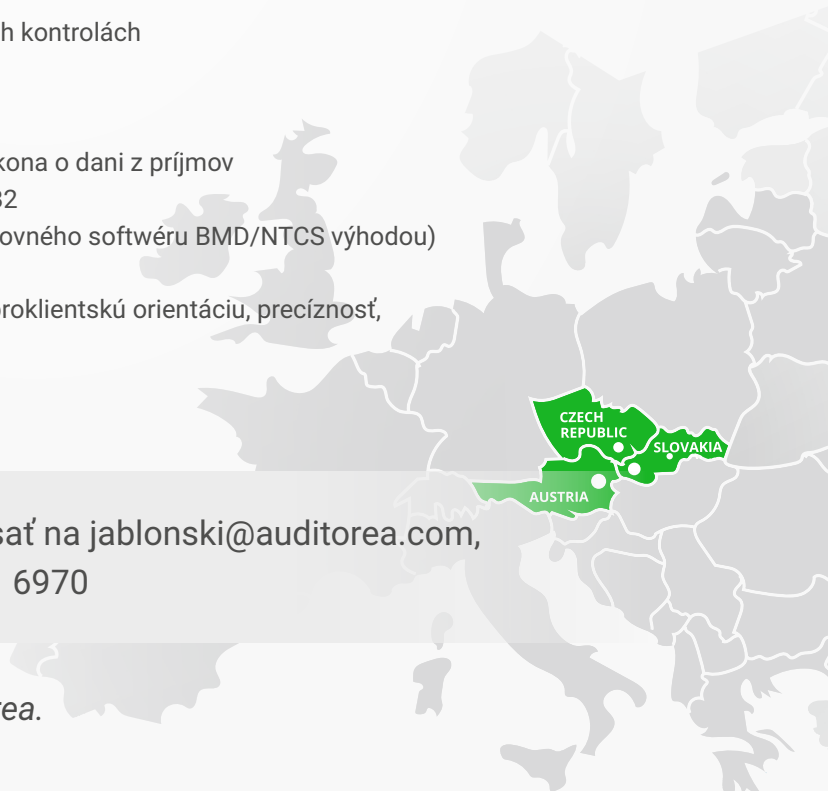 h kontrolách
kona o dani z príjmov
32
ovného softwéru BMD/NTCS výhodou)
proklientskú orientáciu, precíznosť,
CZECH
REPUBLIC
SLOVAKIA
AUSTRIA
sať na jablonski@auditorea.com,
6970
rea.